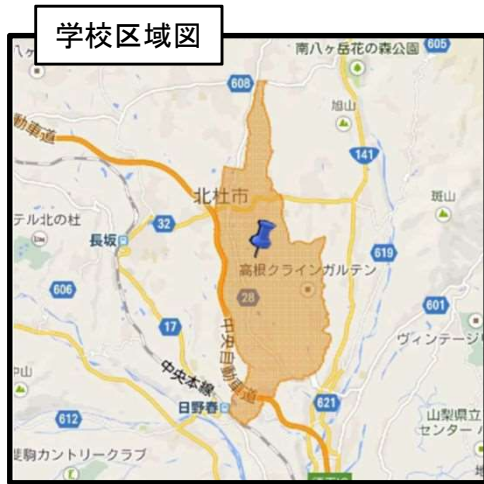 学校区域図
南八ヶ岳花の森公園
605
608
旭山
動車道
141
北杜市
斑山
テル北の杜
32
長坂
619
高根クラインガルテン
606
28
601
17
ヴィンテージ
中央自動車道
中央本線
中山
日野春
621
612
山梨県立
センター
駒カントリークラブ